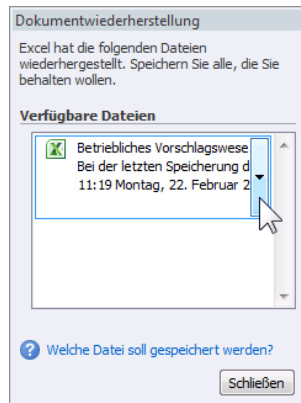 Dokumentwiederherstellung
Excel hat die folgenden Dateien
wiederhergestellt. Speichern Sie alle, die Sie
behalten wollen.
Verfügbare Dateien
Betriebliches Vorschlagswese
Bei der letzten Speicherung d
11:19 Montag, 22. Februar 2
Welche Datei soll gespeichert werden?
Schließen